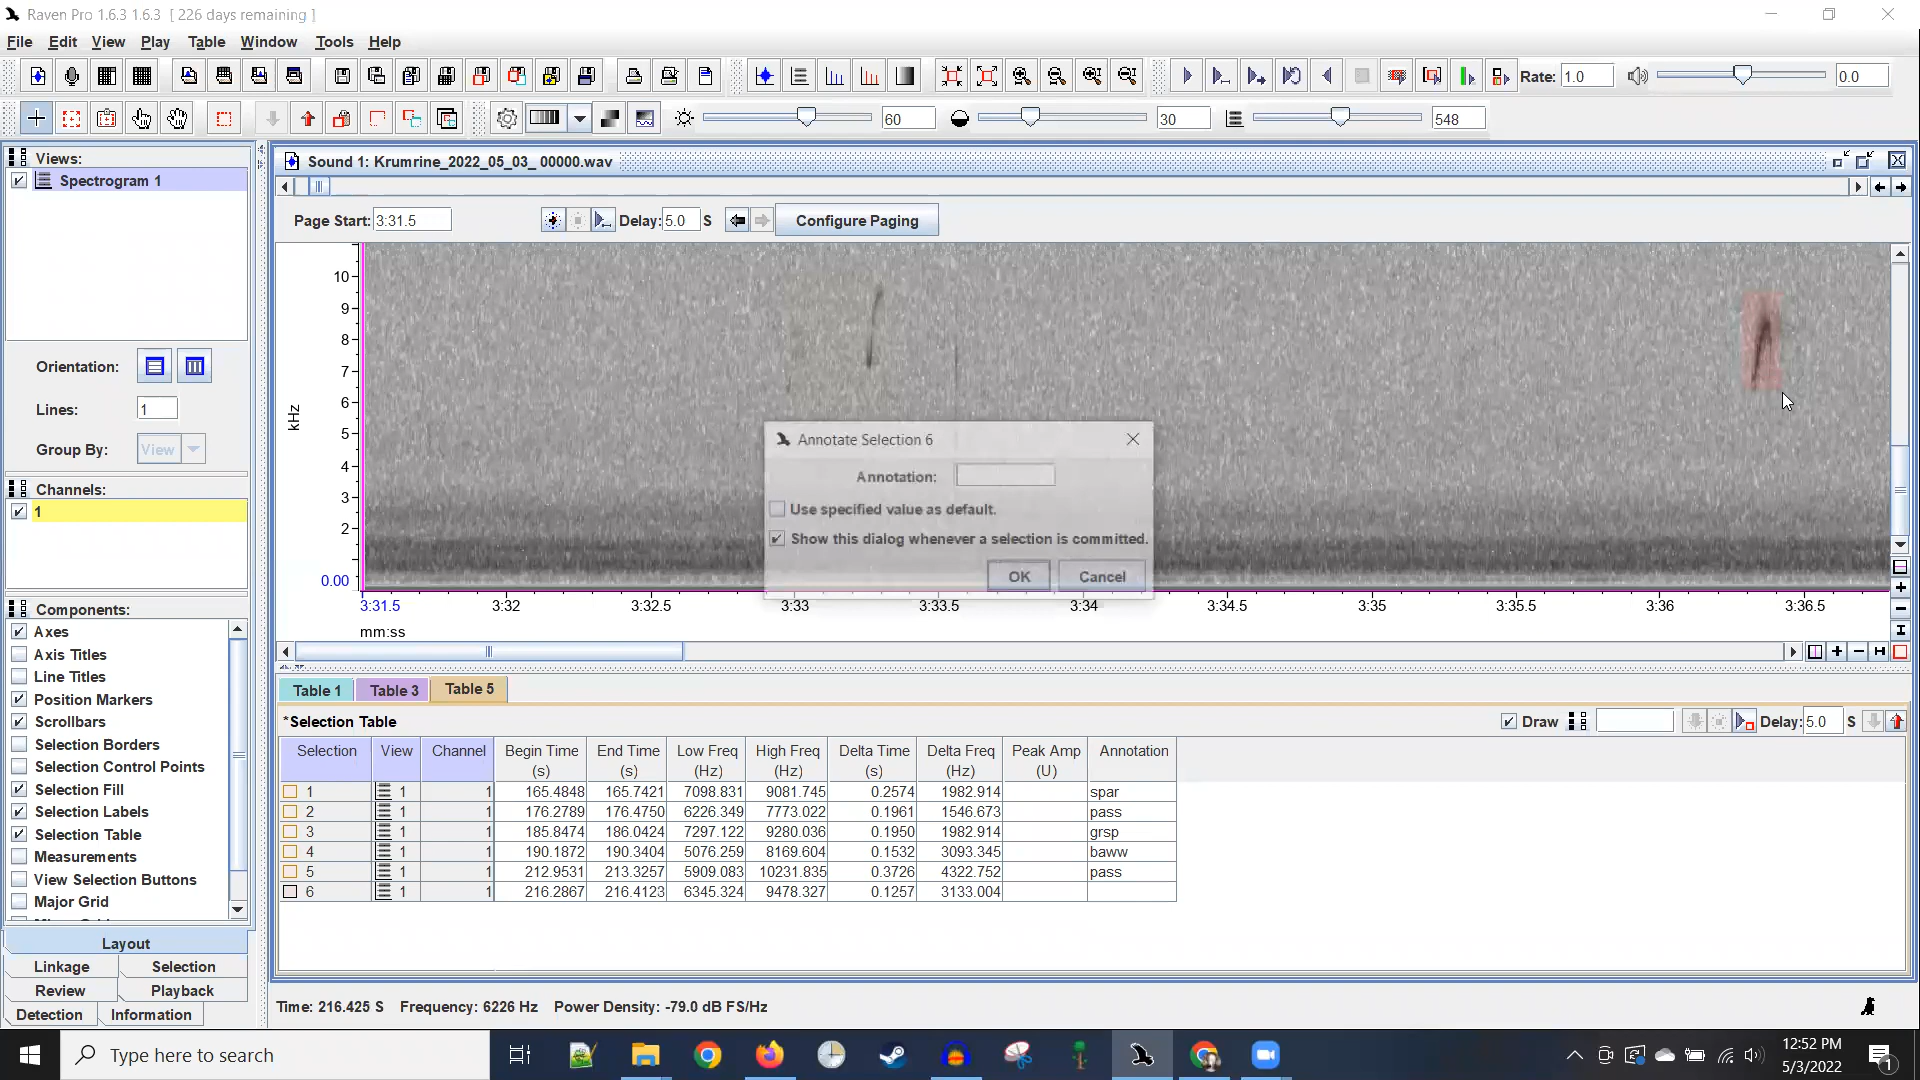 Raven Pro 1.6.3 1.6.3 [ 226 days remaining ]
File Edit View Play Table Window Tools Help
Rate: 1.0 0.0
60 30 548
Views:
Spectrogram 1
Orientation:
Lines: 1
Group By: View
Channels:
1
Components:
Axes
Axis Titles
Line Titles
Position Markers
Scrollbars
Selection Borders
Selection Control Points
Selection Fill
Selection Labels
Selection Table
Measurements
View Selection Buttons
Major Grid
Layout
Linkage Selection
Review Playback
Detection Information
Sound 1: Krumrine_2022_05_03_ 00000.wav
Page Start: 3:31.5 Delay: 5.0 S Configure Paging
kHz
10
9
8
7
6
5
4
3
2
0.00
3:31.5 3:32 3:32.5 3:33 3:33.5 3:34 3:34.5 3:35 3:35.5 3:36 3:36.5
mm:ss
Annotate Selection 6
Annotation:
Use specified value as default.
Show this dialog whenever a selection is committed.
OK Cancel
Table 1 Table 3 Table 5
*Selection Table Draw Delay: 5.0 S
Selection View Channel Begin Time (s) End Time (s) Low Freq (Hz) High Freq (Hz) Delta Time (s) Delta Freq (Hz) Peak Amp (U) Annotation
1 1 1 165.4848 165.7421 7098.831 9081.745 0.2574 1982.914 spar
2 1 1 176.2789 176.4750 6226.349 7773.022 0.1961 1546.673 pass
3 1 1 185.8474 186.0424 7297.122 9280.036 0.1950 1982.914 grsp
4 1 1 190.1872 190.3404 5076.259 8169.604 0.1532 3093.345 baww
5 1 1 212.9531 213.3257 5909.083 10231.835 0.3726 4322.752 pass
6 1 1 216.2867 216.4123 6345.324 9478.327 0.1257 3133.004
Time: 216.425 S Frequency: 6226 Hz Power Density: -79.0 dB FS/Hz
Type here to search
12:52 PM
5/3/2022
1